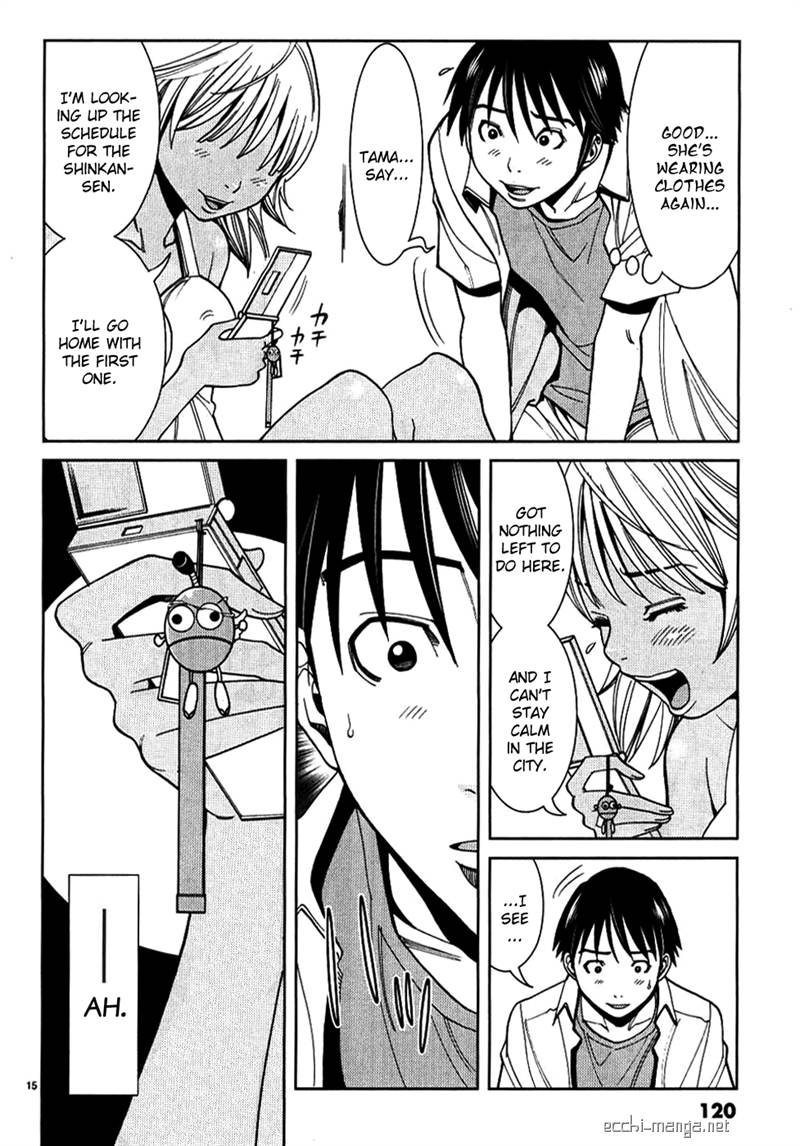 GOOD...
SHE'S
WEARING
CLOTHES
AGAIN...
TAMA...
SAY...
I'M LOOK-
ING UP THE
SCHEDULE
FOR THE
SHINKAN-
SEN.
I'LL GO
HOME WITH
THE FIRST
ONE.
カチ
カチ
GOT
NOTHING
LEFT TO
DO HERE.
AND I
CAN'T
STAY
CALM
IN THE
CITY.
...I
SEE
...
—
AH.
15
120
ecchi-manga.net